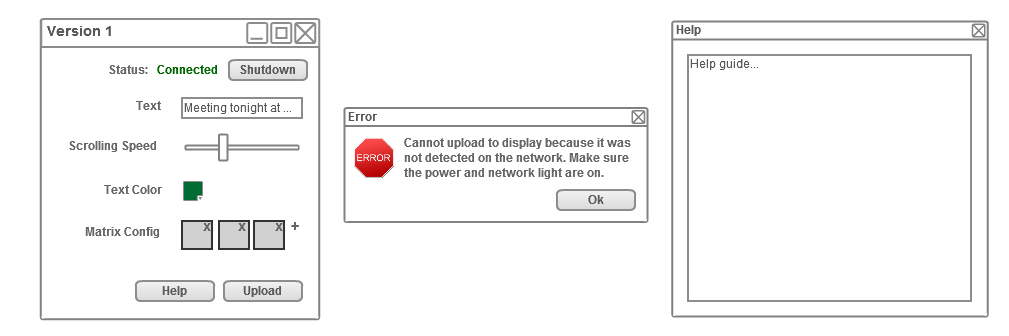 Version 1
Status: Connected
Shutdown
Text
Meeting tonight at ...
Scrolling Speed
Text Color
Matrix Config
X X X +
Help
Upload
Error
ERROR
Cannot upload to display because it was
not detected on the network. Make sure
the power and network light are on.
Ok
Help
Help guide...